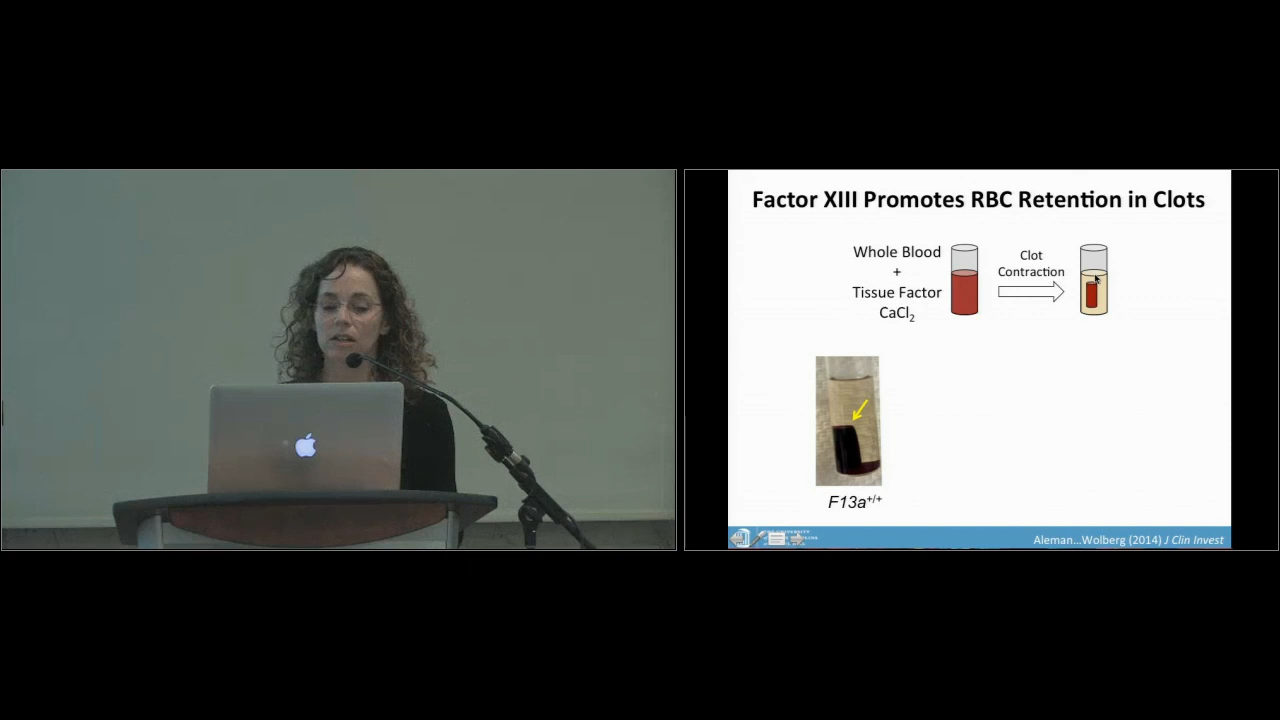 Factor XIII Promotes RBC Retention in Clots
Whole Blood
+
Tissue Factor
CaCl₂
Clot
Contraction
F13a⁺/⁺
Aleman...Wolberg (2014) J Clin Invest